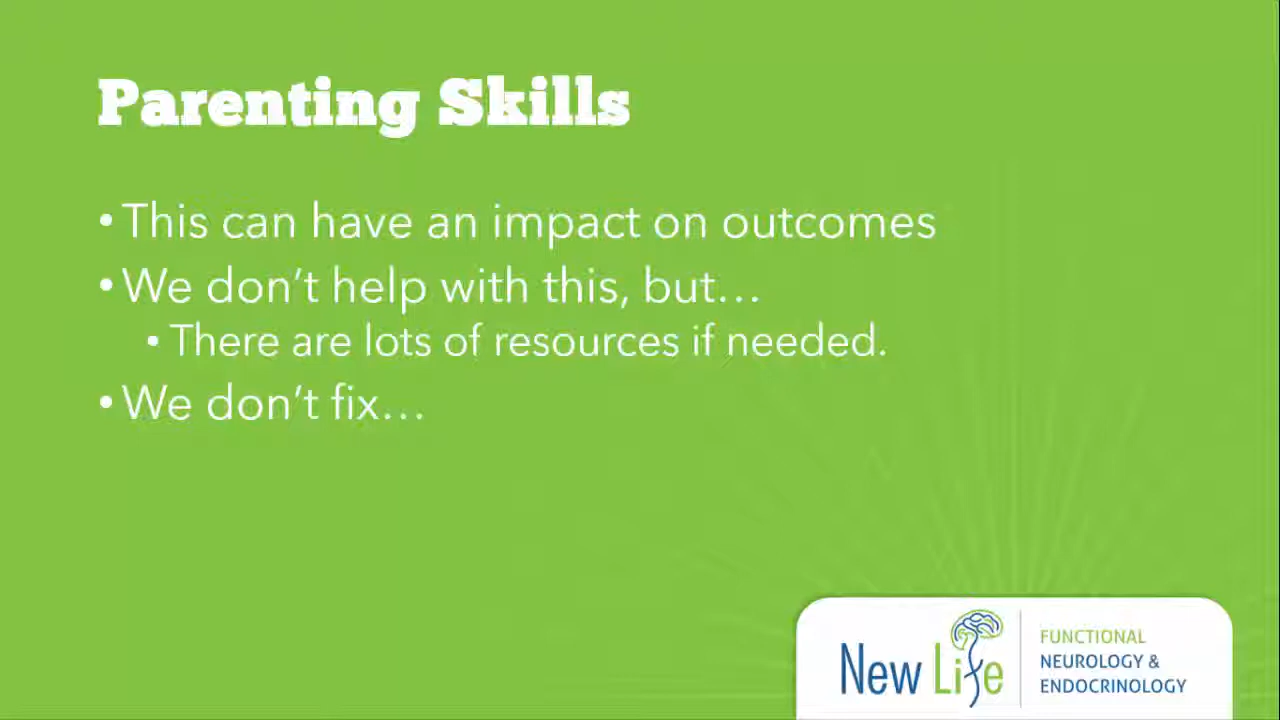 Parenting Skills
• This can have an impact on outcomes
• We don’t help with this, but…
• There are lots of resources if needed.
• We don’t fix…
New Life
FUNCTIONAL
NEUROLOGY &
ENDOCRINOLOGY